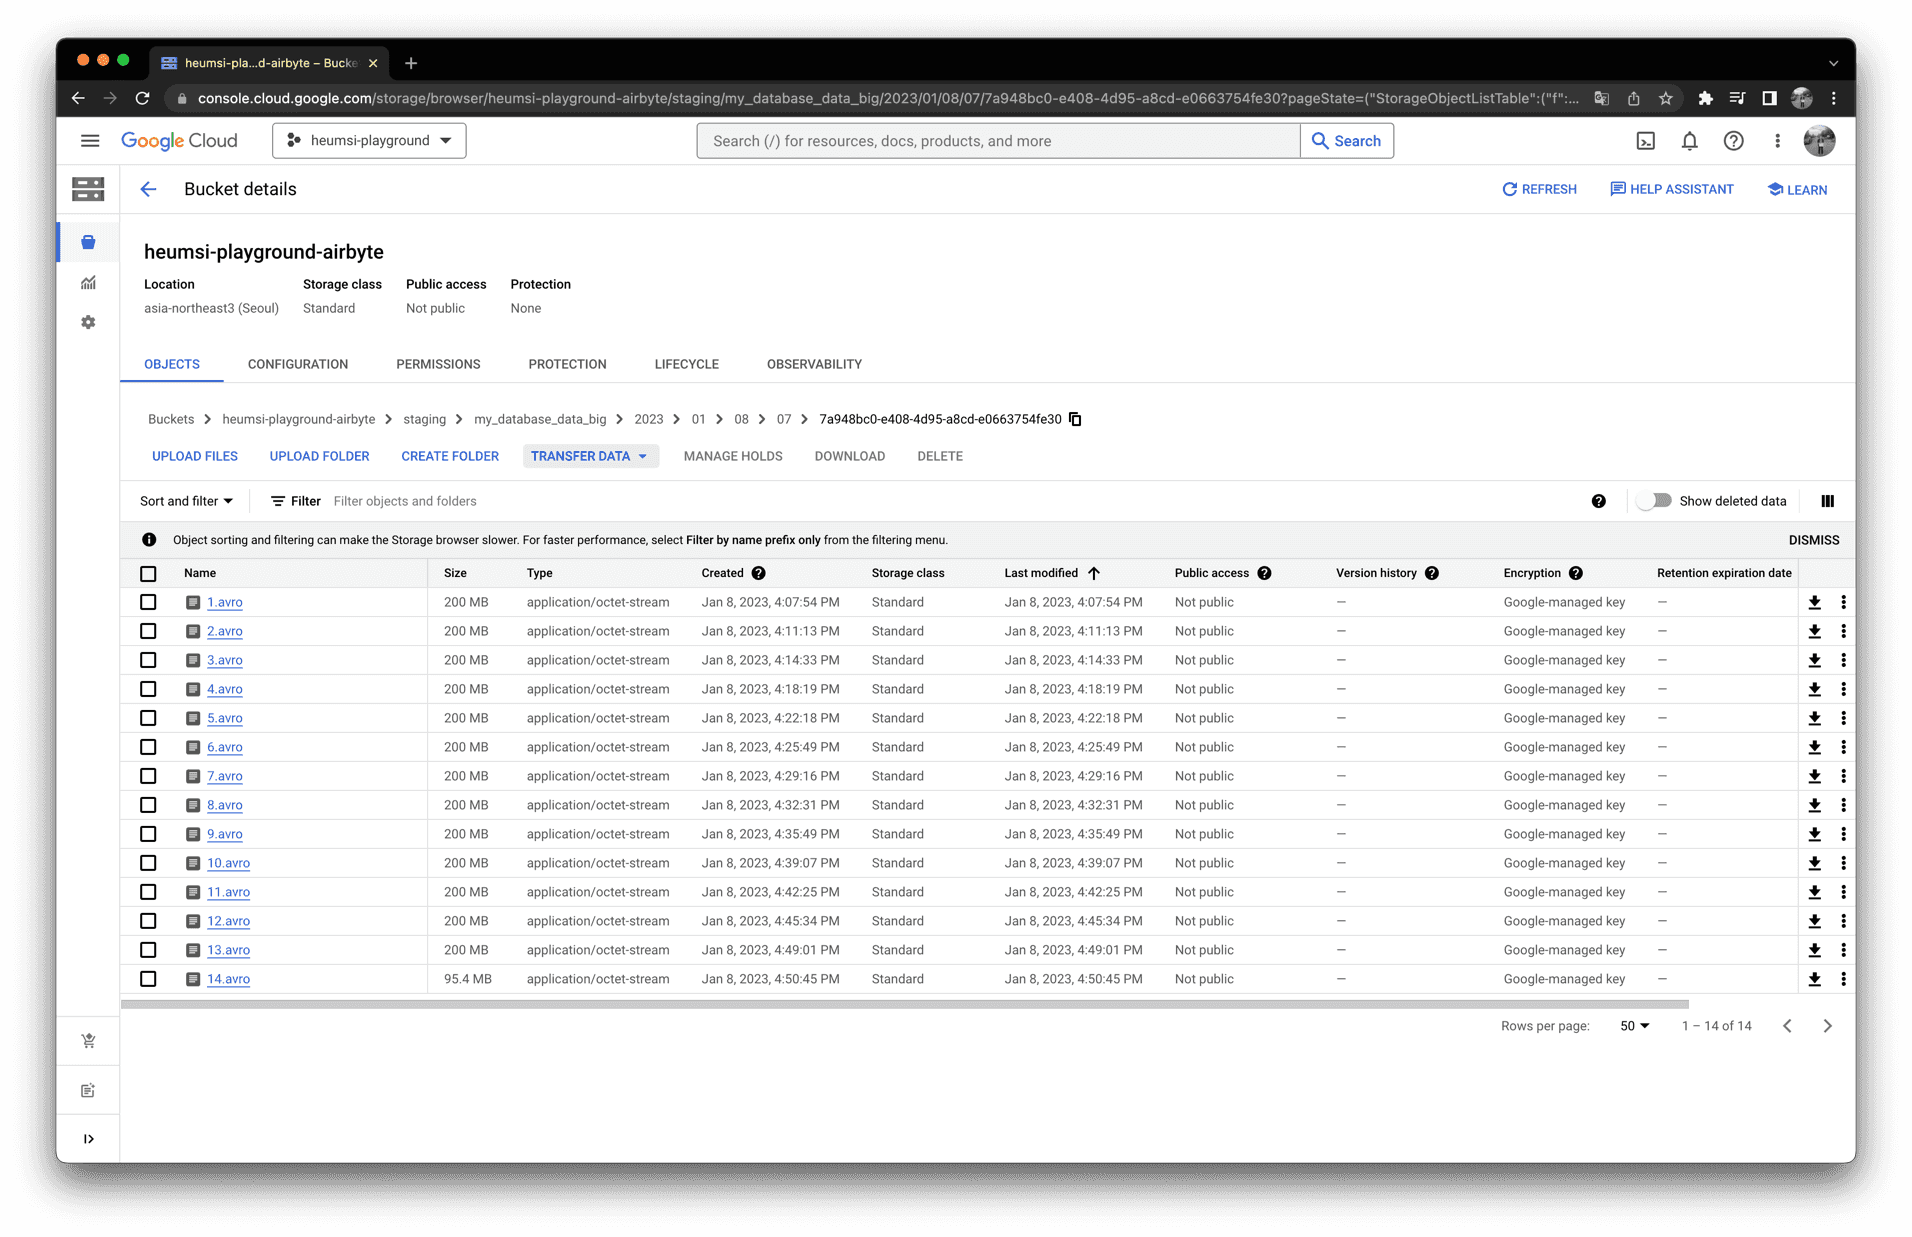 heumsi-pla...d-airbyte – Bucke
console.cloud.google.com/storage/browser/heumsi-playground-airbyte/staging/my_database_data_big/2023/01/08/07/7a948bc0-e408-4d95-a8cd-e0663754fe30?pageState=("StorageObjectListTable":("f":...
Google Cloud heumsi-playground Search (/) for resources, docs, products, and more Search
Bucket details REFRESH HELP ASSISTANT LEARN
heumsi-playground-airbyte
Location Storage class Public access Protection
asia-northeast3 (Seoul) Standard Not public None
OBJECTS CONFIGURATION PERMISSIONS PROTECTION LIFECYCLE OBSERVABILITY
Buckets > heumsi-playground-airbyte > staging > my_database_data_big > 2023 > 01 > 08 > 07 > 7a948bc0-e408-4d95-a8cd-e0663754fe30
UPLOAD FILES UPLOAD FOLDER CREATE FOLDER TRANSFER DATA MANAGE HOLDS DOWNLOAD DELETE
Sort and filter Filter Filter objects and folders Show deleted data
Object sorting and filtering can make the Storage browser slower. For faster performance, select Filter by name prefix only from the filtering menu. DISMISS
Name Size Type Created Storage class Last modified Public access Version history Encryption Retention expiration date
1.avro 200 MB application/octet-stream Jan 8, 2023, 4:07:54 PM Standard Jan 8, 2023, 4:07:54 PM Not public — Google-managed key —
2.avro 200 MB application/octet-stream Jan 8, 2023, 4:11:13 PM Standard Jan 8, 2023, 4:11:13 PM Not public — Google-managed key —
3.avro 200 MB application/octet-stream Jan 8, 2023, 4:14:33 PM Standard Jan 8, 2023, 4:14:33 PM Not public — Google-managed key —
4.avro 200 MB application/octet-stream Jan 8, 2023, 4:18:19 PM Standard Jan 8, 2023, 4:18:19 PM Not public — Google-managed key —
5.avro 200 MB application/octet-stream Jan 8, 2023, 4:22:18 PM Standard Jan 8, 2023, 4:22:18 PM Not public — Google-managed key —
6.avro 200 MB application/octet-stream Jan 8, 2023, 4:25:49 PM Standard Jan 8, 2023, 4:25:49 PM Not public — Google-managed key —
7.avro 200 MB application/octet-stream Jan 8, 2023, 4:29:16 PM Standard Jan 8, 2023, 4:29:16 PM Not public — Google-managed key —
8.avro 200 MB application/octet-stream Jan 8, 2023, 4:32:31 PM Standard Jan 8, 2023, 4:32:31 PM Not public — Google-managed key —
9.avro 200 MB application/octet-stream Jan 8, 2023, 4:35:49 PM Standard Jan 8, 2023, 4:35:49 PM Not public — Google-managed key —
10.avro 200 MB application/octet-stream Jan 8, 2023, 4:39:07 PM Standard Jan 8, 2023, 4:39:07 PM Not public — Google-managed key —
11.avro 200 MB application/octet-stream Jan 8, 2023, 4:42:25 PM Standard Jan 8, 2023, 4:42:25 PM Not public — Google-managed key —
12.avro 200 MB application/octet-stream Jan 8, 2023, 4:45:34 PM Standard Jan 8, 2023, 4:45:34 PM Not public — Google-managed key —
13.avro 200 MB application/octet-stream Jan 8, 2023, 4:49:01 PM Standard Jan 8, 2023, 4:49:01 PM Not public — Google-managed key —
14.avro 95.4 MB application/octet-stream Jan 8, 2023, 4:50:45 PM Standard Jan 8, 2023, 4:50:45 PM Not public — Google-managed key —
Rows per page: 50 1 – 14 of 14